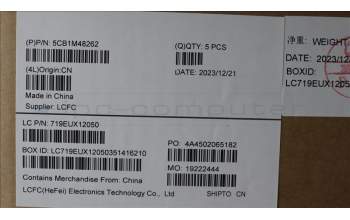 (P)P/N: 5CB1M48262
(Q)QTY: 5 PCS
(4L)Origin:CN
DATE: 2023/12/21
Made in China
Supplier: LCFC
净重: WEIGHT
DATE: 2023/12
BOXID:
LC719EUX1205
LC P/N: 719EUX12050
PO: 4A4502065182
BOX ID: LC719EUX12050351416210
MO: 19222444
Contains Merchandise From: China
LCFC(HeFei) Electronics Technology Co., Ltd
SHIPTO CN